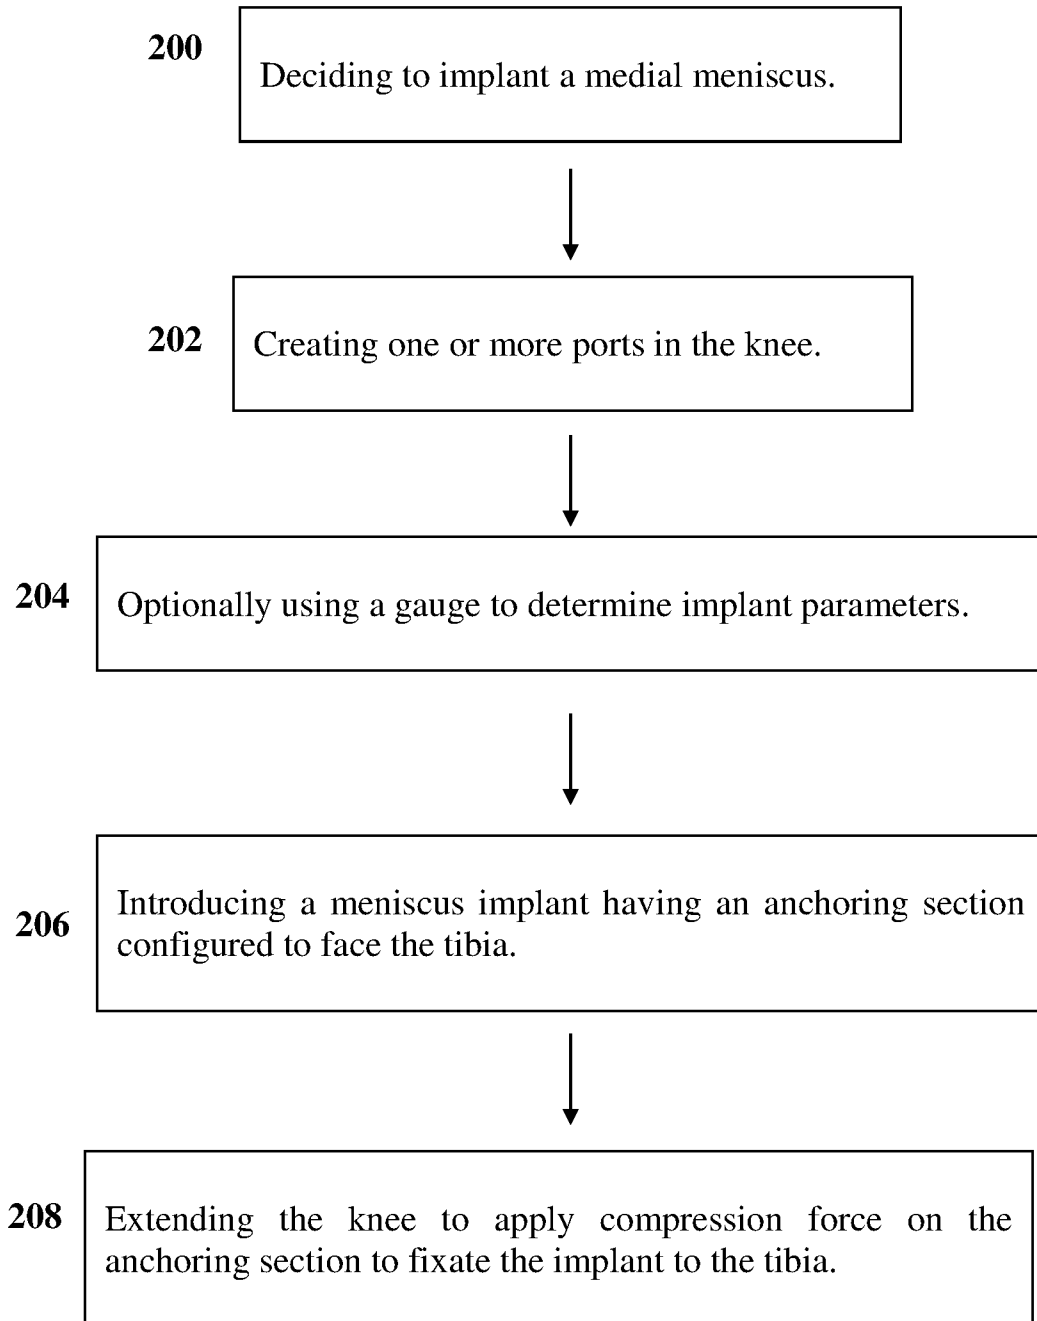 200
Deciding to implant a medial meniscus.
202
Creating one or more ports in the knee.
204
Optionally using a gauge to determine implant parameters.
206
Introducing a meniscus implant having an anchoring section
configured to face the tibia.
208
Extending the knee to apply compression force on the
anchoring section to fixate the implant to the tibia.